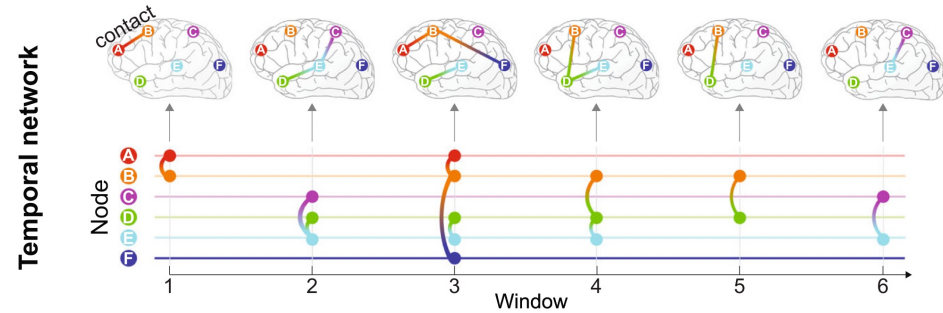 Temporal network
contact
A B C D E F
A B C D E F
A B C D E F
A B C D E F
A B C D E F
A B C D E F
Node
A
B
C
D
E
F
1 2 3 4 5 6
Window